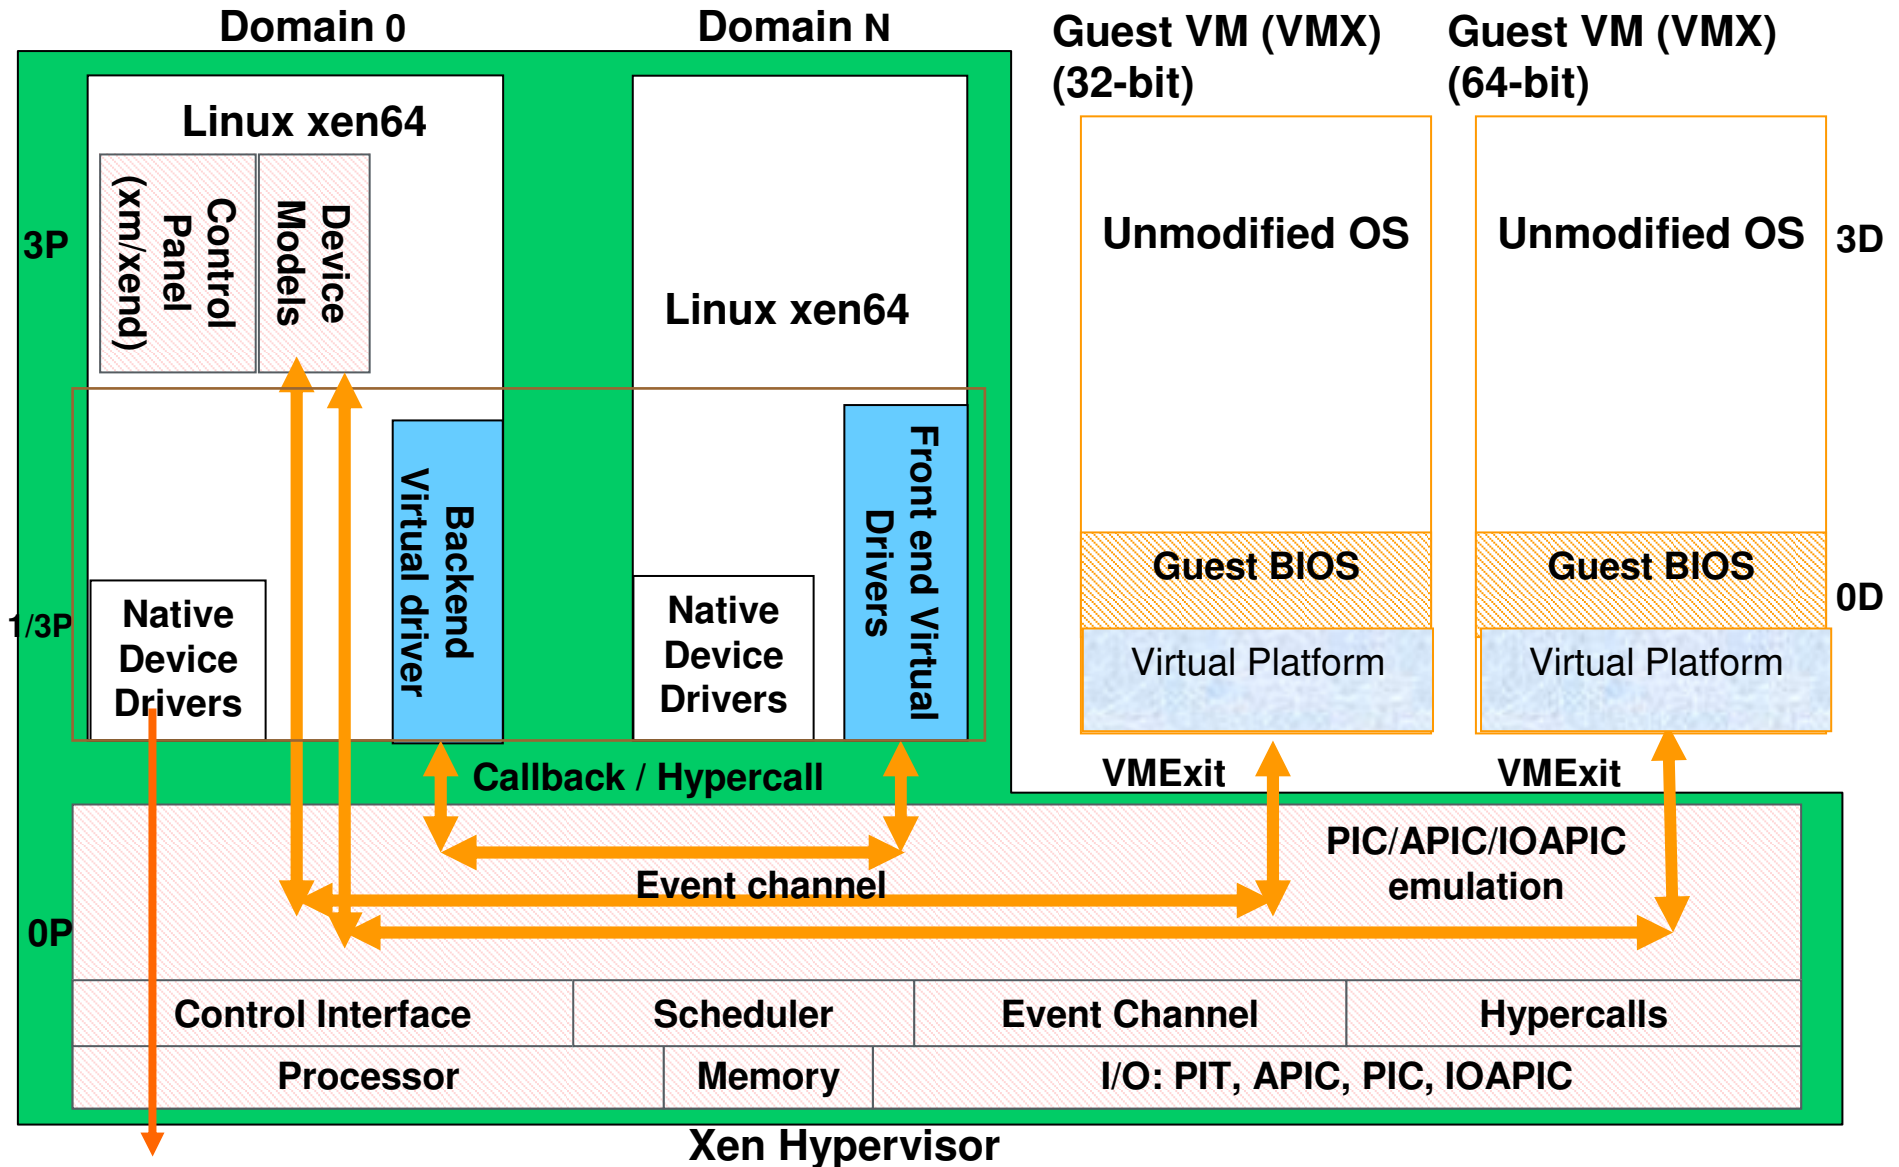 Domain 0
Domain N
Guest VM (VMX)
(32-bit)
Guest VM (VMX)
(64-bit)
Linux xen64
Control
Panel
(xm/xend)
Device
Models
3P
Linux xen64
Unmodified OS
Unmodified OS
3D
Backend
Virtual driver
Front end Virtual
Drivers
Native
Device
Drivers
Native
Device
Drivers
1/3P
Guest BIOS
Guest BIOS
0D
Virtual Platform
Virtual Platform
Callback / Hypercall
VMExit
VMExit
PIC/APIC/IOAPIC
emulation
Event channel
0P
Control Interface
Scheduler
Event Channel
Hypercalls
Processor
Memory
I/O: PIT, APIC, PIC, IOAPIC
Xen Hypervisor